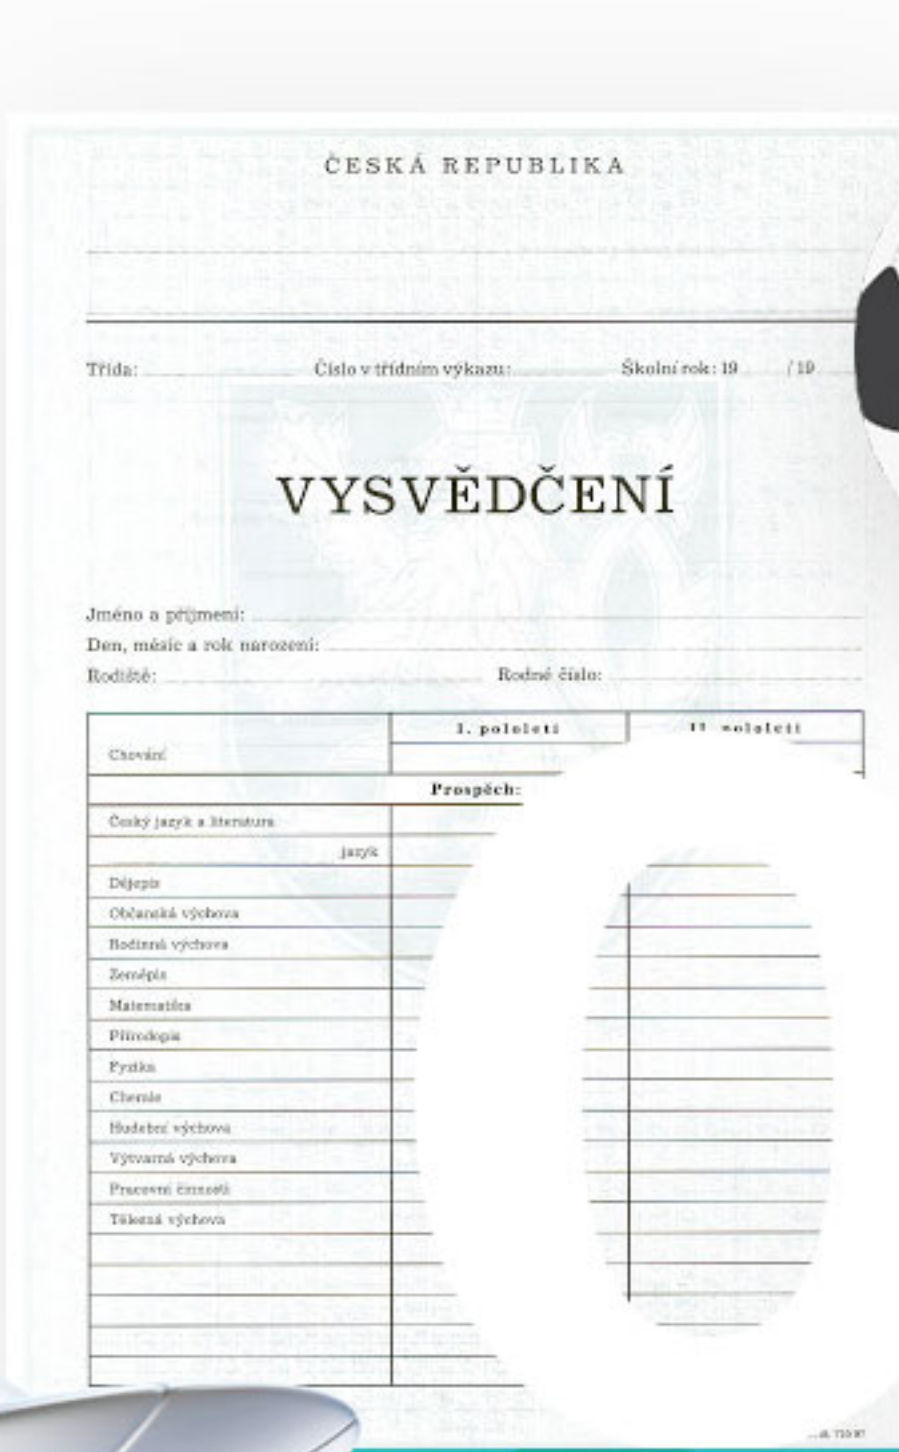 ČESKÁ REPUBLIKA
Třída: Číslo v třídním výkazu: Školní rok: 19 / 19
VYSVĚDČENÍ
Jméno a příjmení:
Den, měsíc a rok narození:
Rodiště: Rodné číslo:
I. pololetí II. pololetí
Chování
Prospěch:
Český jazyk a literatura
jazyk
Dějepis
Občanská výchova
Rodinná výchova
Zeměpis
Matematika
Přírodopis
Fyzika
Chemie
Hudební výchova
Výtvarná výchova
Pracovní činnosti
Tělesná výchova
0